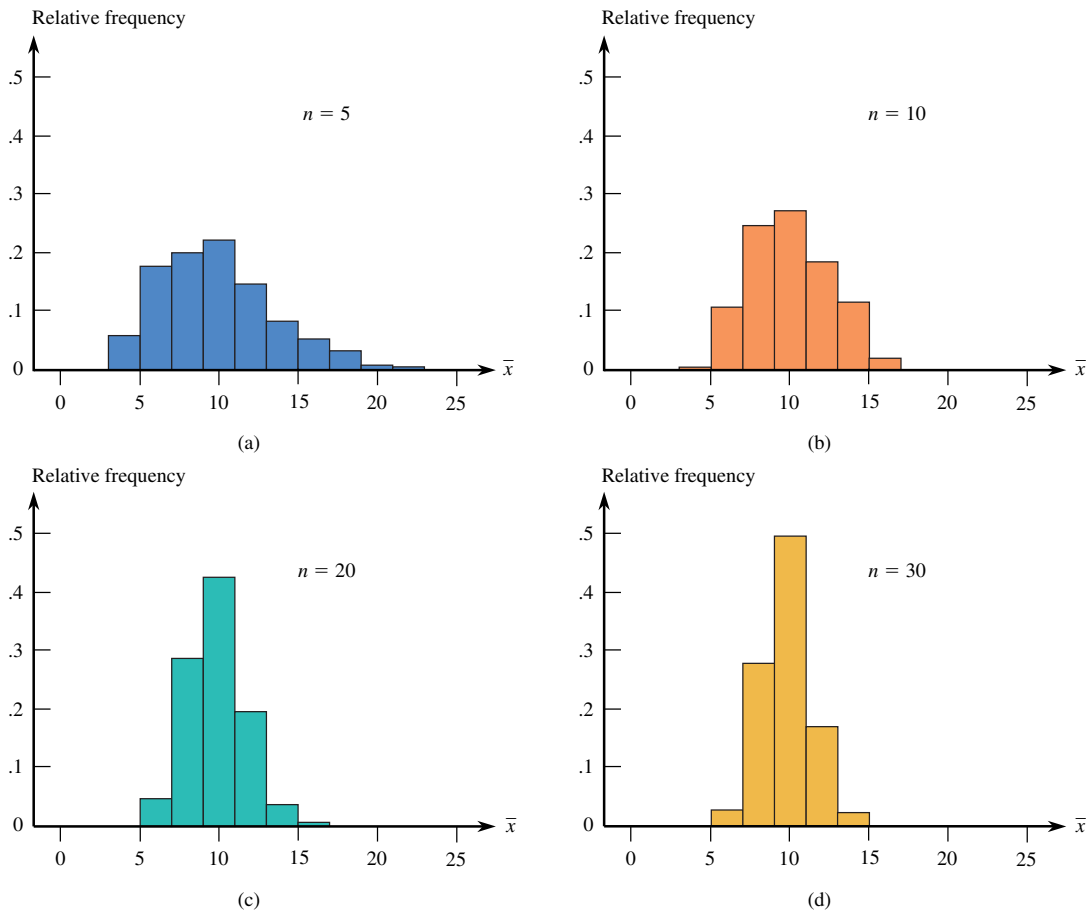 Relative frequency
.5
.4
.3
.2
.1
0
n = 5
x̅
0 5 10 15 20 25
(a)
Relative frequency
.5
.4
.3
.2
.1
0
n = 10
x̅
0 5 10 15 20 25
(b)
Relative frequency
.5
.4
.3
.2
.1
0
n = 20
x̅
0 5 10 15 20 25
(c)
Relative frequency
.5
.4
.3
.2
.1
0
n = 30
x̅
0 5 10 15 20 25
(d)